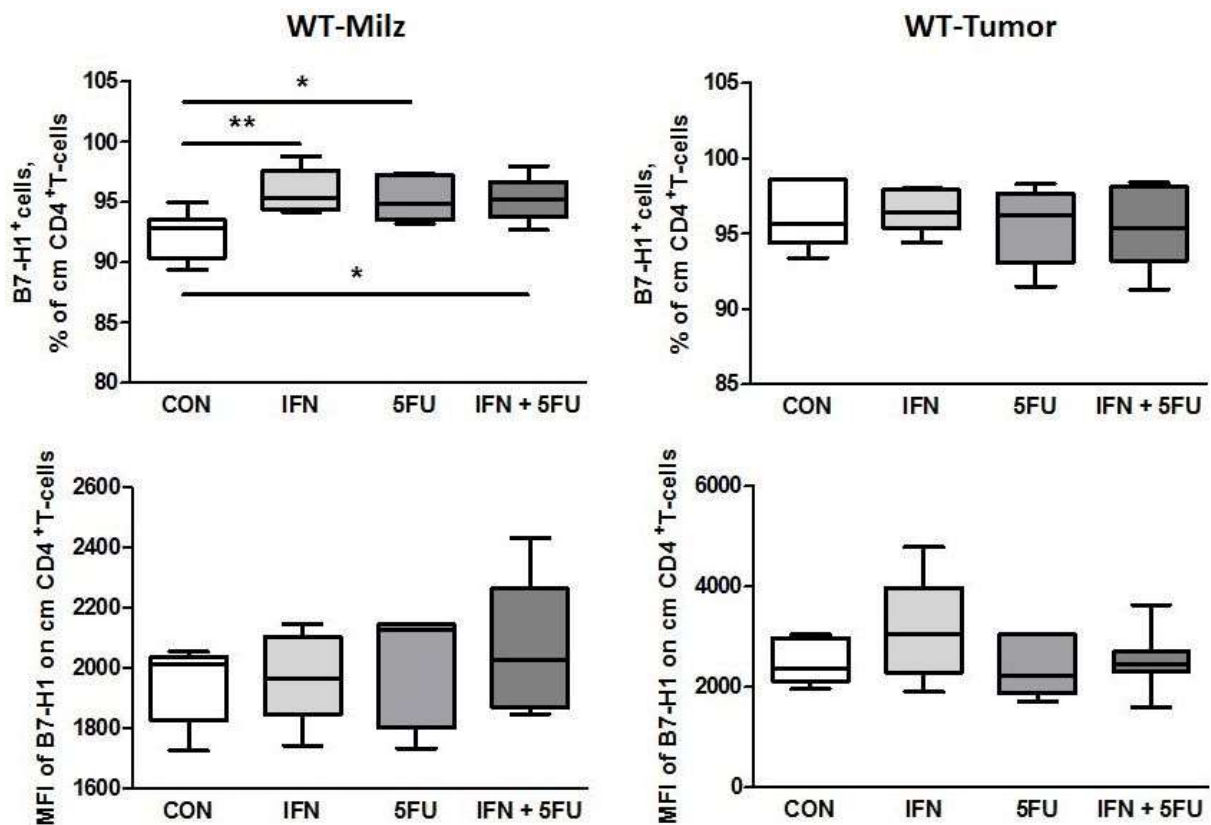 WT-Milz
B7-H1⁺cells,
% of cm CD4⁺T-cells
105
100
95
90
85
80
*
**
*
CON IFN 5FU IFN + 5FU
WT-Tumor
B7-H1⁺cells,
% of cm CD4⁺T-cells
105
100
95
90
85
CON IFN 5FU IFN + 5FU
MFI of B7-H1 on cm CD4⁺T-cells
2600
2400
2200
2000
1800
1600
CON IFN 5FU IFN + 5FU
MFI of B7-H1 on cm CD4⁺T-cells
6000
4000
2000
0
CON IFN 5FU IFN + 5FU